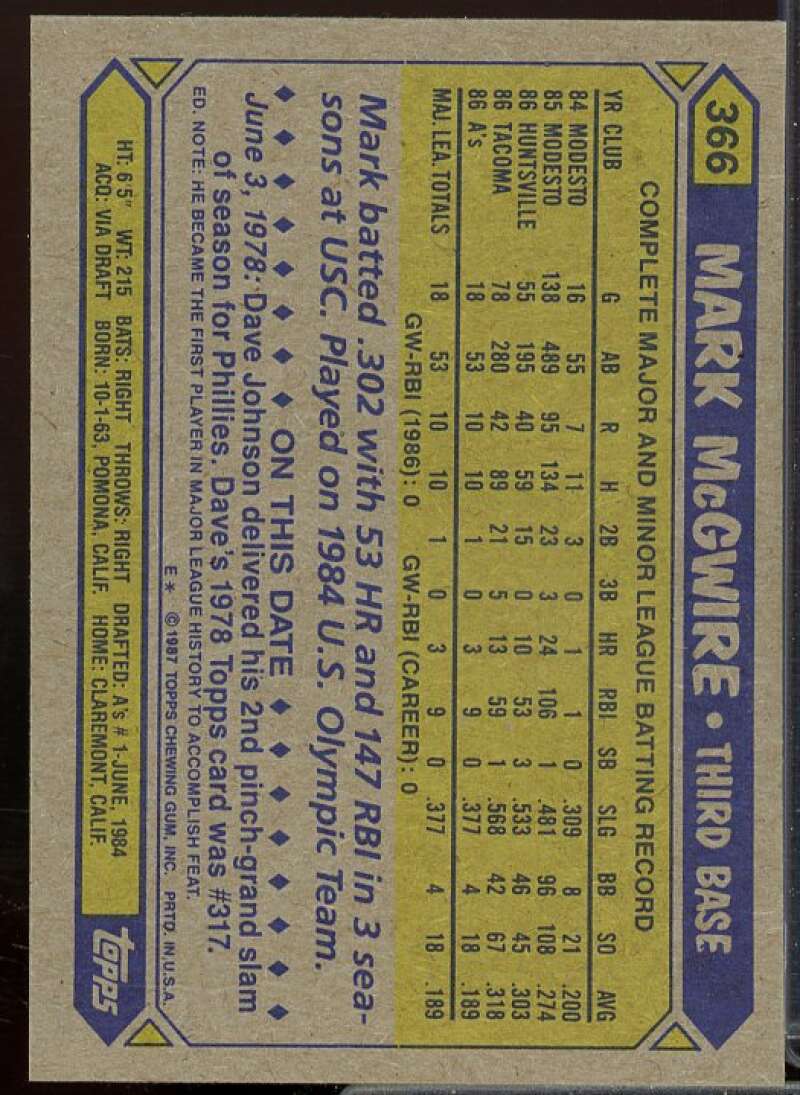 366 MARK McGWIRE • THIRD BASE
COMPLETE MAJOR AND MINOR LEAGUE BATTING RECORD
YR CLUB G AB R H 2B 3B HR RBI SB SLG BB SO AVG
84 MODESTO 16 55 7 11 3 0 1 1 0 .309 8 21 .200
85 MODESTO 138 489 95 134 23 3 24 106 1 .481 96 108 .274
86 HUNTSVILLE 55 195 40 59 15 0 10 53 3 .533 46 45 .303
86 TACOMA 78 280 42 89 21 5 13 59 1 .568 42 67 .318
86 A's 18 53 10 10 1 0 3 9 0 .377 4 18 .189
MAJ. LEA. TOTALS 18 53 10 10 1 0 3 9 0 .377 4 18 .189
GW-RBI (1986): 0 GW-RBI (CAREER): 0
Mark batted .302 with 53 HR and 147 RBI in 3 sea-
sons at USC. Played on 1984 U.S. Olympic Team.
◆ ◆ ◆ ◆ ◆ ON THIS DATE ◆ ◆ ◆ ◆ ◆ ◆ ◆ ◆
June 3, 1978: Dave Johnson delivered his 2nd pinch-grand slam
of season for Phillies. Dave's 1978 Topps card was #317.
ED. NOTE: HE BECAME THE FIRST PLAYER IN MAJOR LEAGUE HISTORY TO ACCOMPLISH FEAT.
E* ©1987 TOPPS CHEWING GUM, INC. PRTD. IN U.S.A.
HT: 6'5" WT: 215 BATS: RIGHT THROWS: RIGHT DRAFTED: A's #1-JUNE, 1984
ACQ: VIA DRAFT BORN: 10-1-63, POMONA, CALIF. HOME: CLAREMONT, CALIF.
topps